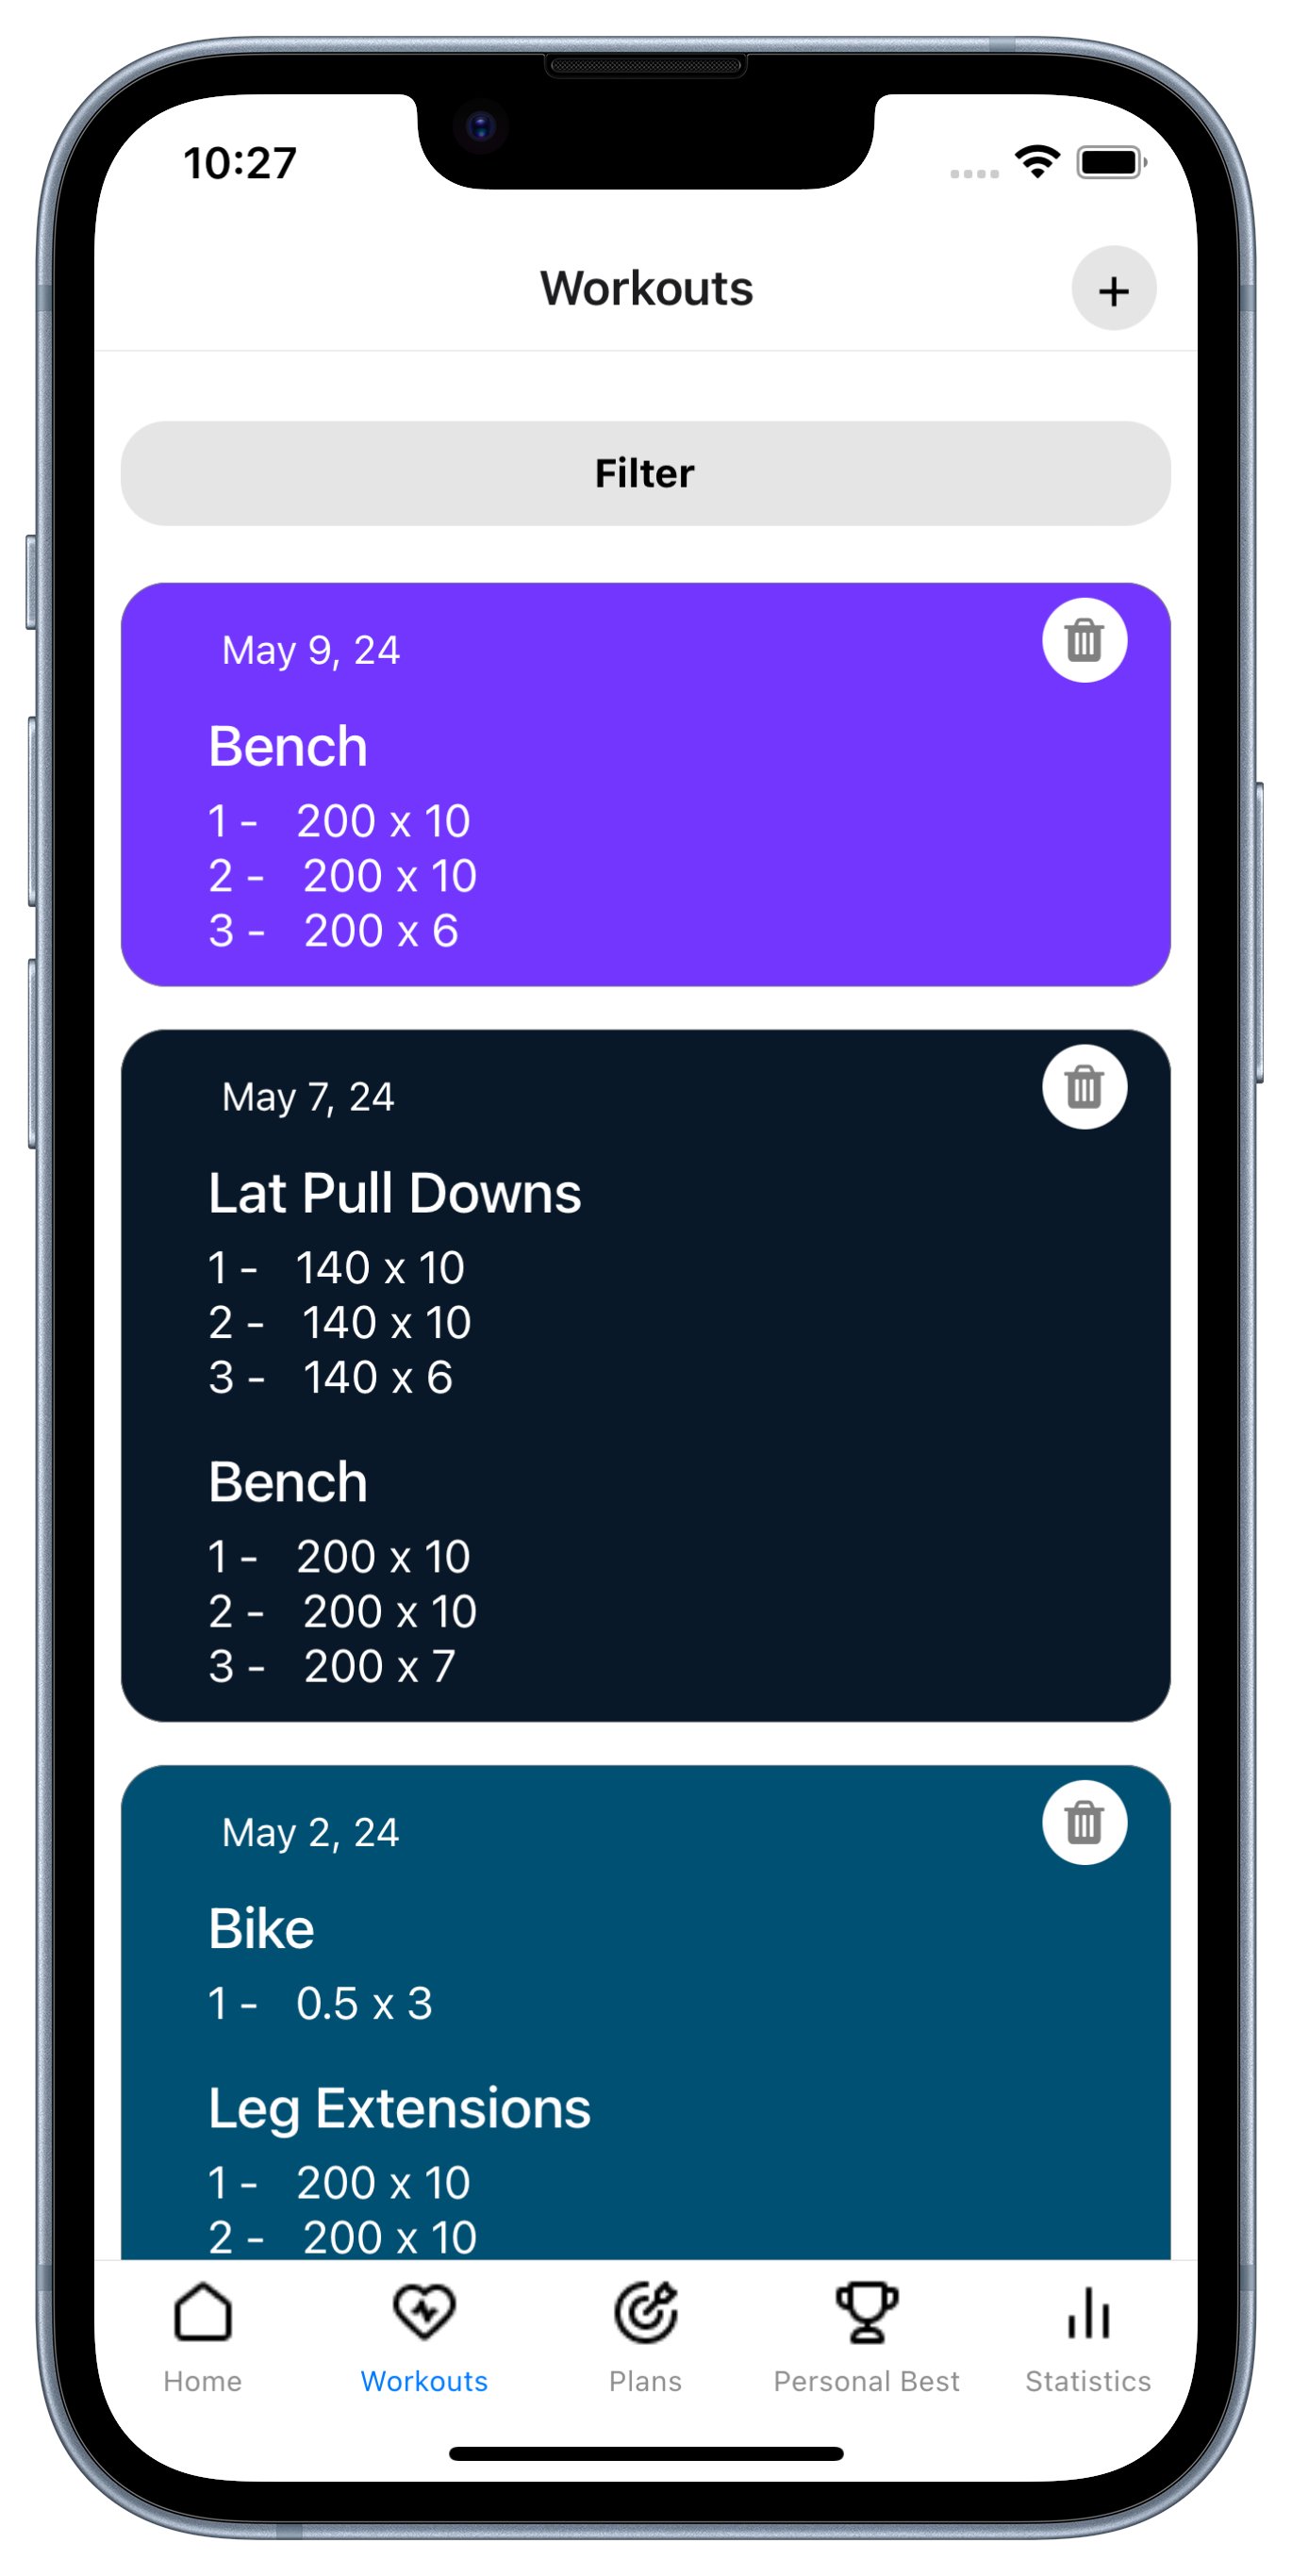 10:27
Workouts
+
Filter
May 9, 24
Bench
1 - 200 x 10
2 - 200 x 10
3 - 200 x 6
May 7, 24
Lat Pull Downs
1 - 140 x 10
2 - 140 x 10
3 - 140 x 6
Bench
1 - 200 x 10
2 - 200 x 10
3 - 200 x 7
May 2, 24
Bike
1 - 0.5 x 3
Leg Extensions
1 - 200 x 10
2 - 200 x 10
Home Workouts Plans Personal Best Statistics